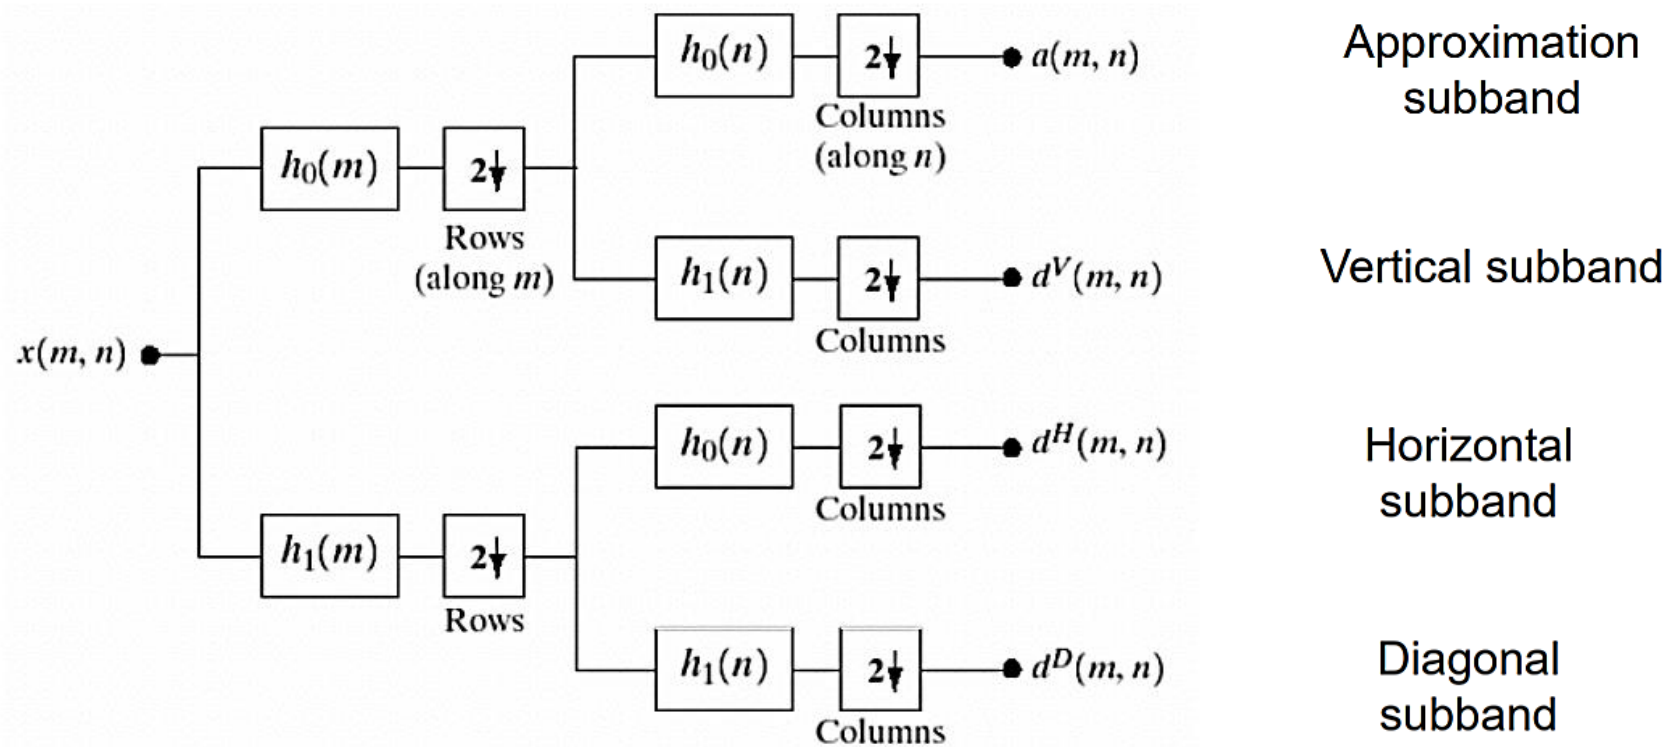 h₀(n)
2↓
a(m, n)
Approximation
subband
Columns
(along n)
h₀(m)
2↓
Rows
(along m)
h₁(n)
2↓
dⱽ(m, n)
Vertical subband
Columns
x(m, n)
h₀(n)
2↓
dᴴ(m, n)
Horizontal
subband
Columns
h₁(m)
2↓
Rows
h₁(n)
2↓
dᴰ(m, n)
Diagonal
subband
Columns